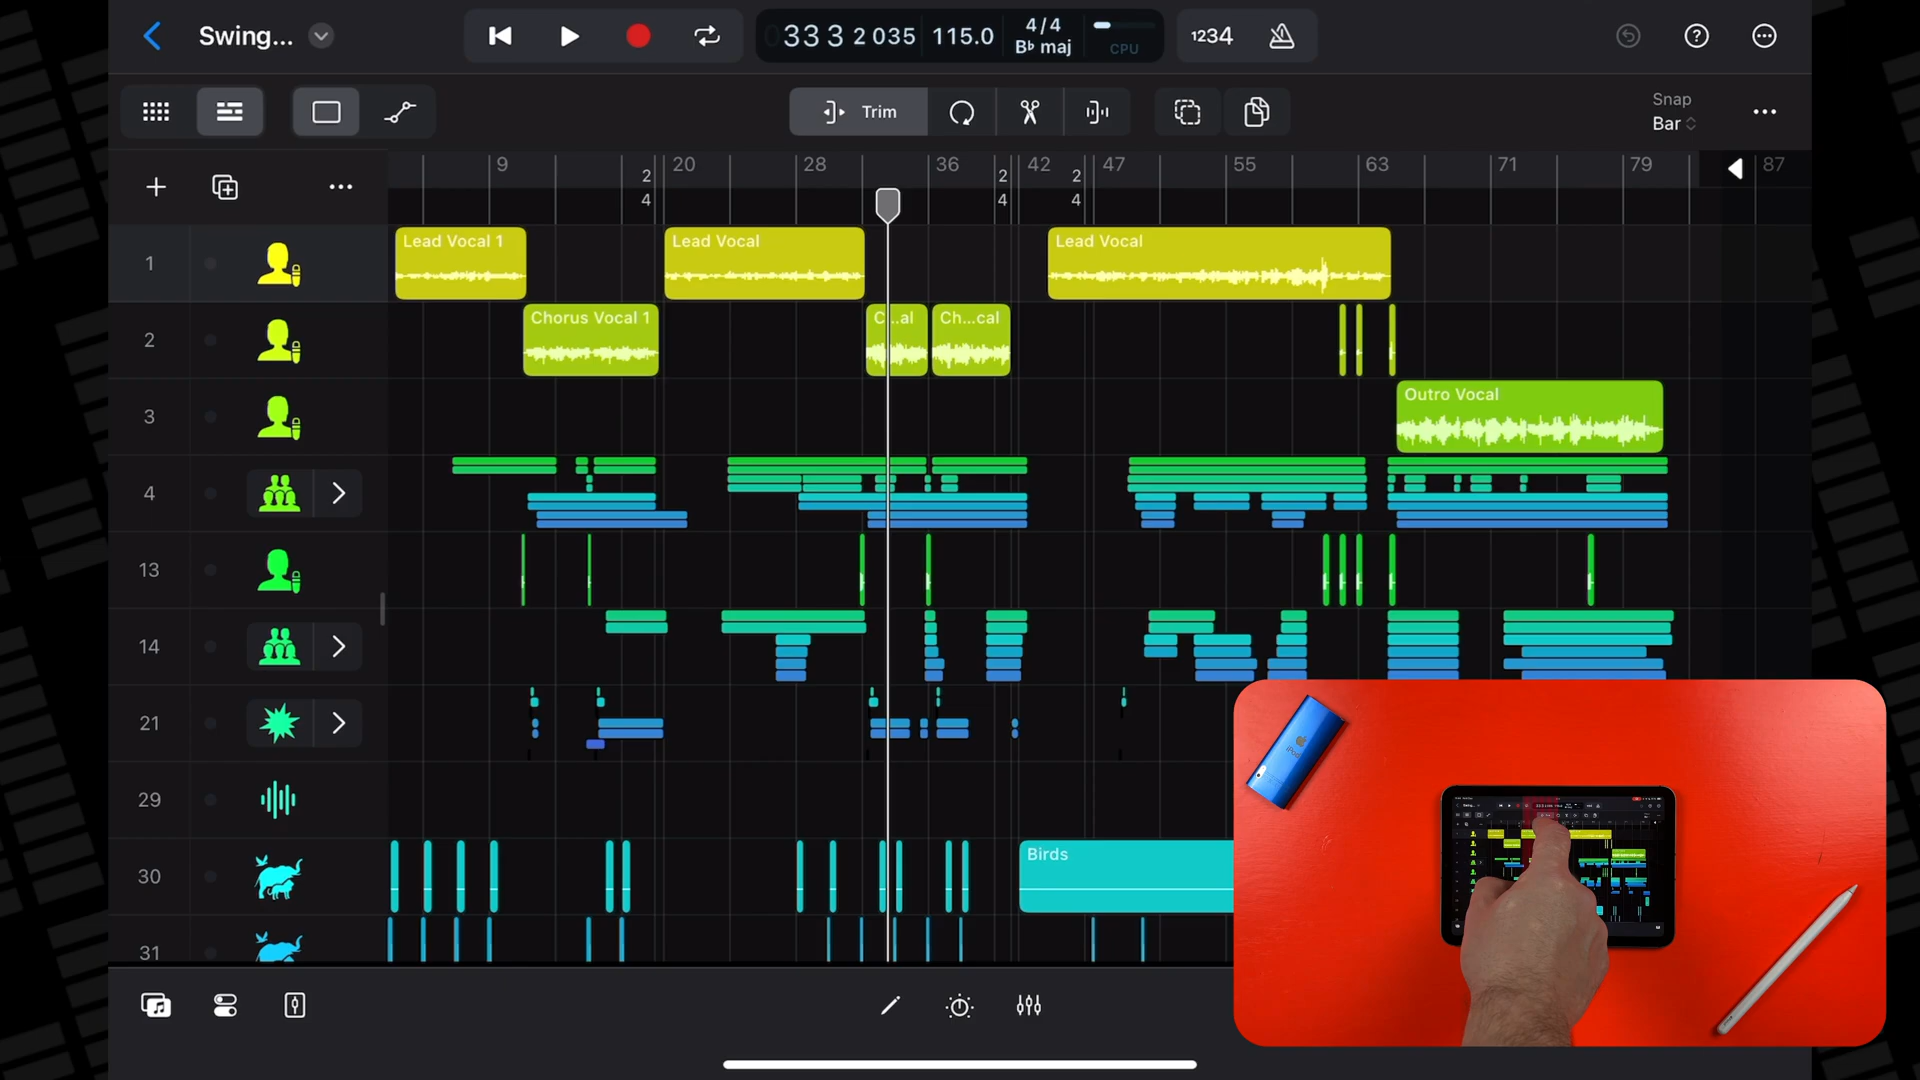 Swing...
33 3 2 035
115.0
4/4
B♭ maj
CPU
1234
Trim
Snap
Bar
9
20
28
36
42
47
55
63
71
79
87
2
4
2
4
2
4
1
Lead Vocal 1
Lead Vocal
Lead Vocal
2
Chorus Vocal 1
C...al
Ch...cal
3
Outro Vocal
4
13
14
21
29
30
Birds
31
iPod